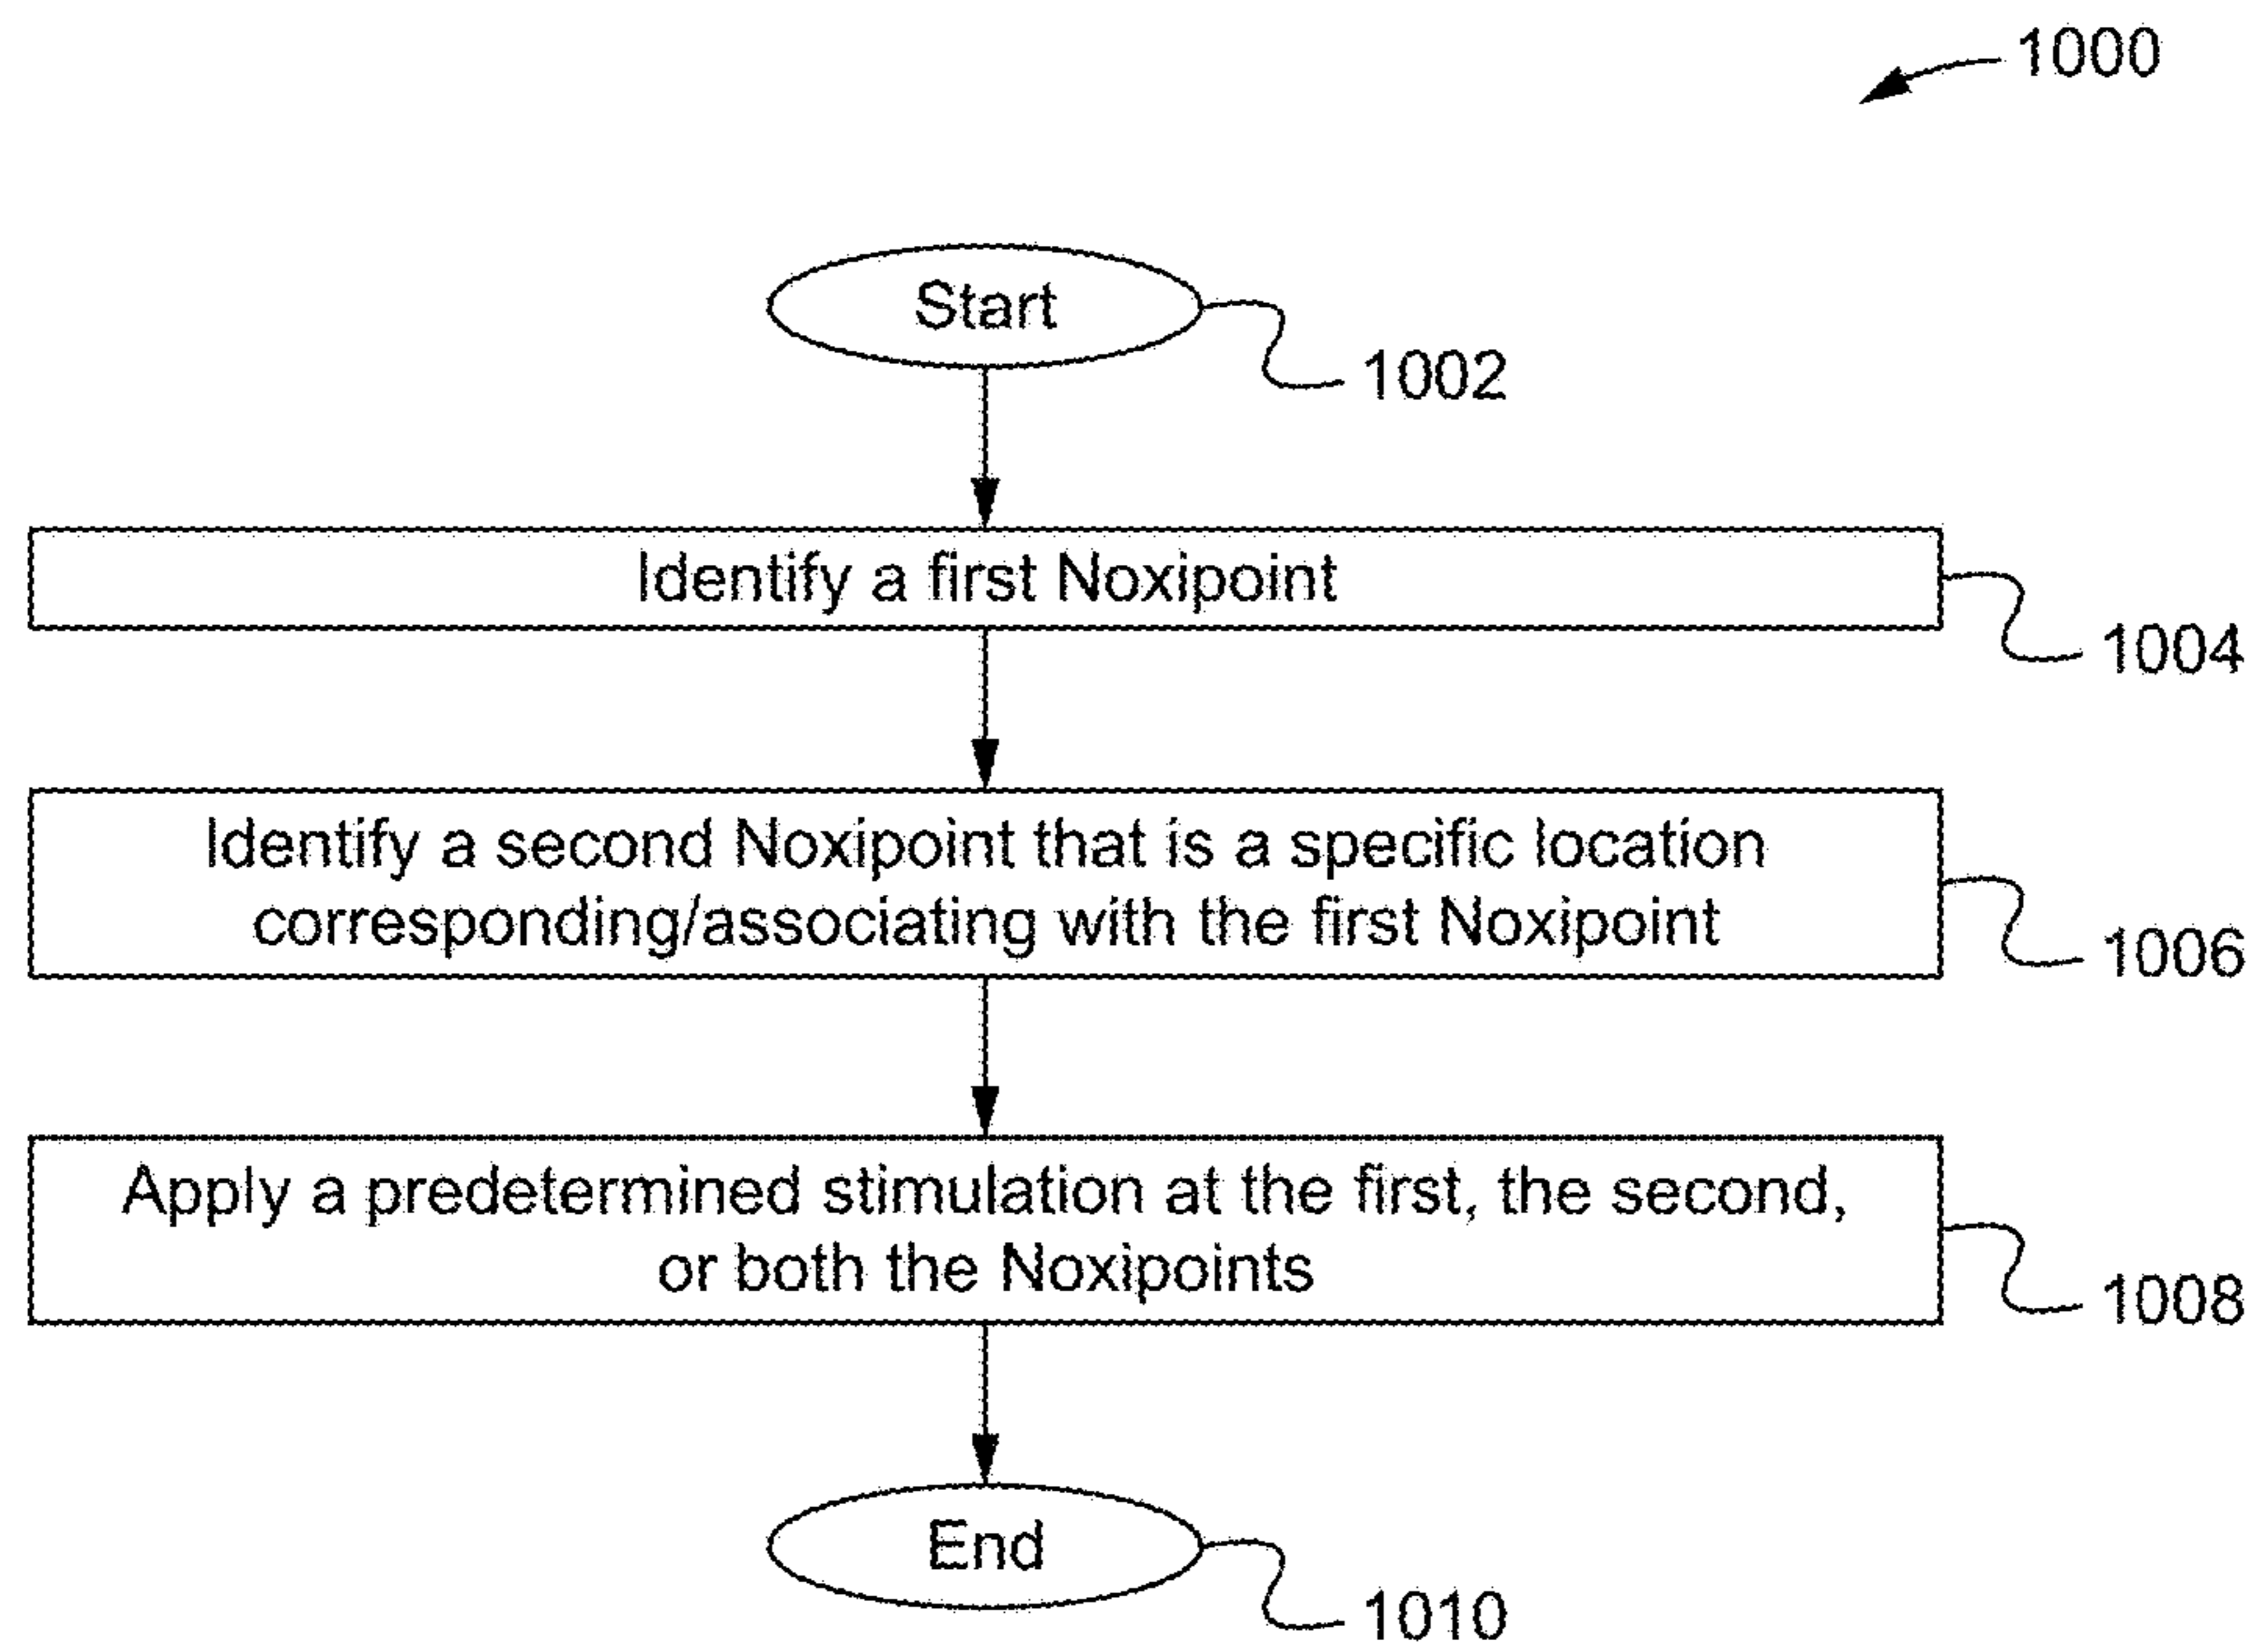 1000
Start
1002
Identify a first Noxipoint
1004
Identify a second Noxipoint that is a specific location
corresponding/associating with the first Noxipoint
1006
Apply a predetermined stimulation at the first, the second,
or both the Noxipoints
1008
End
1010